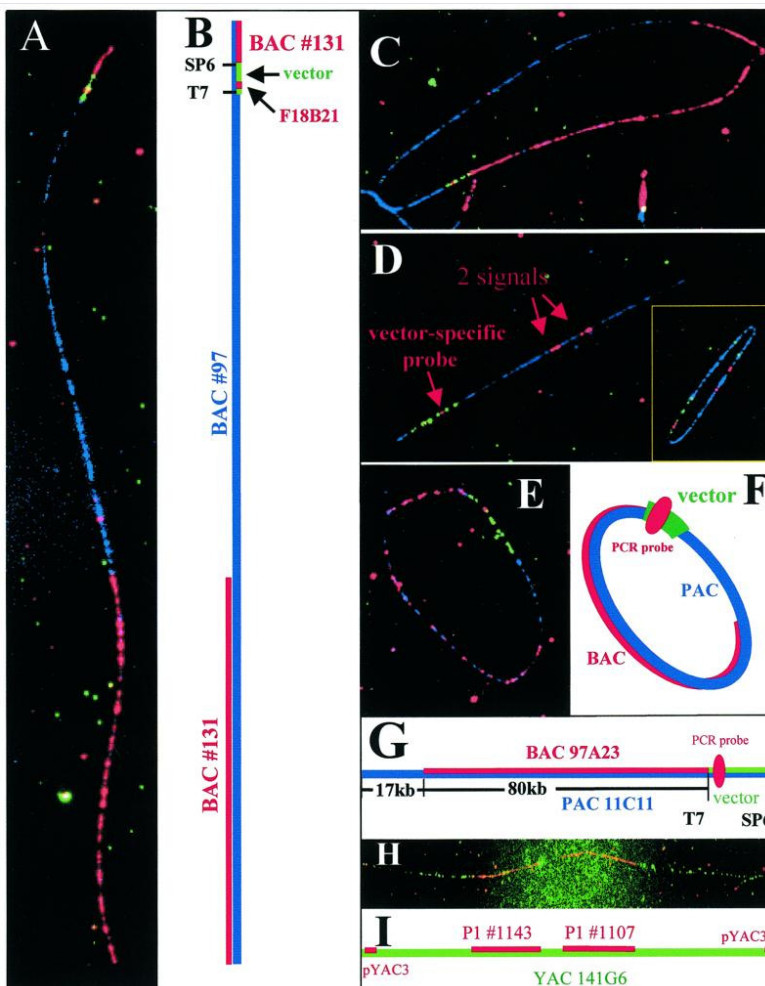 A
B
BAC #131
SP6
vector
T7
F18B21
BAC #97
BAC #131
C
D
2 signals
vector-specific
probe
E
F
vector
PCR probe
PAC
BAC
G
PCR probe
BAC 97A23
17kb
80kb
PAC 11C11
vector
T7
SP6
H
I
P1 #1143
P1 #1107
pYAC3
pYAC3
YAC 141G6